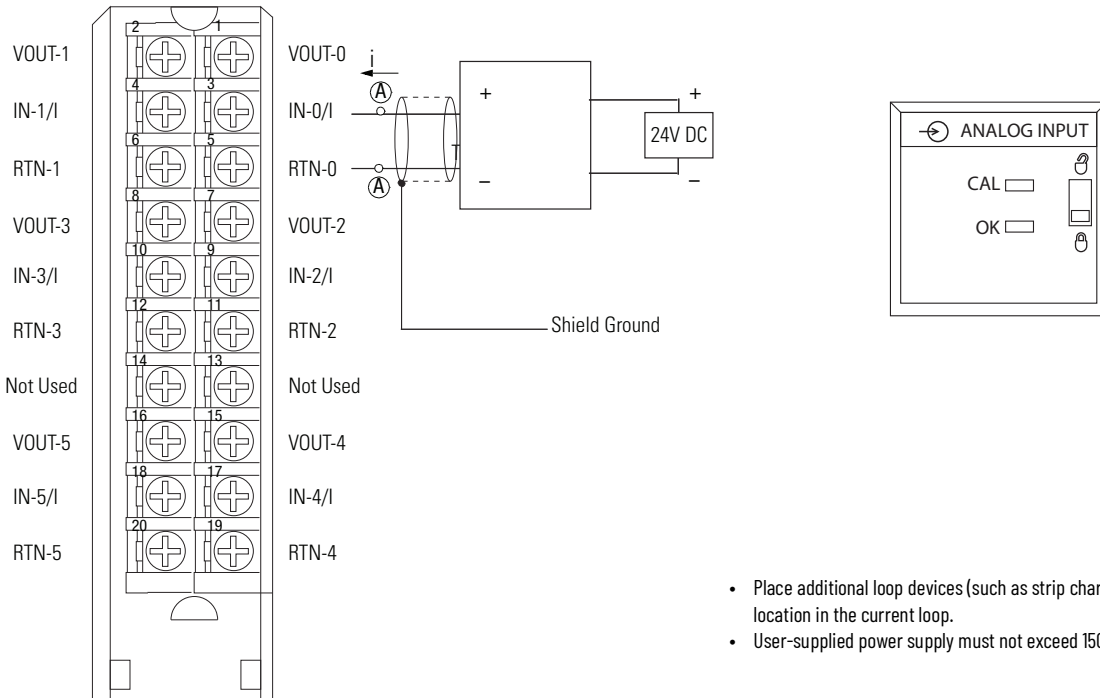 2 1
VOUT-1 VOUT-0
i
4 3
A
IN-1/I IN-0/I
+ +
24V DC
6 5
RTN-1 RTN-0
T
A
– –
8 7
VOUT-3 VOUT-2
10 9
IN-3/I IN-2/I
12 11
RTN-3 RTN-2
Shield Ground
14 13
Not Used Not Used
16 15
VOUT-5 VOUT-4
18 17
IN-5/I IN-4/I
20 19
RTN-5 RTN-4
ANALOG INPUT
CAL
OK
• Place additional loop devices (such as strip char
location in the current loop.
• User-supplied power supply must not exceed 150